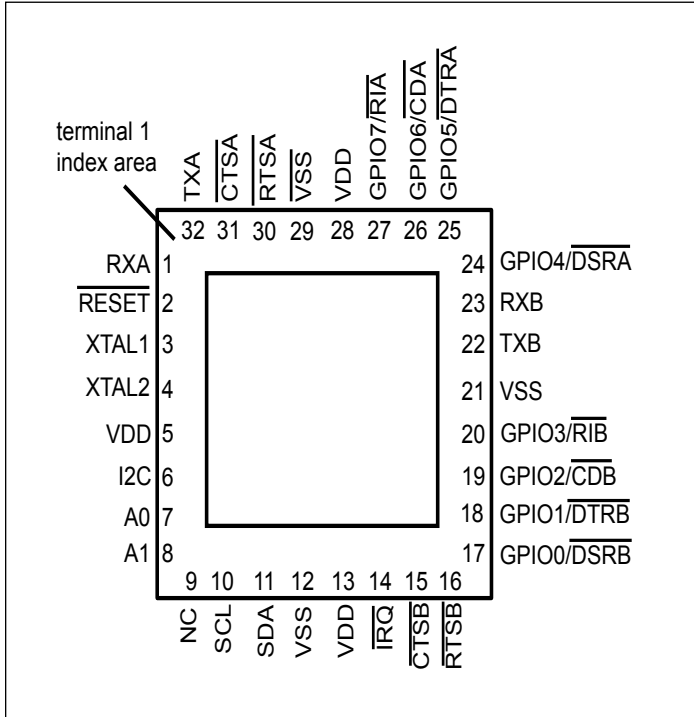 terminal 1
index area
TXA
CTSA
RTSA
VSS
VDD
GPIO7/RIA
GPIO6/CDA
GPIO5/DTRA
32 31 30 29 28 27 26 25
RXA 1
RESET 2
XTAL1 3
XTAL2 4
VDD 5
I2C 6
A0 7
A1 8
24 GPIO4/DSRA
23 RXB
22 TXB
21 VSS
20 GPIO3/RIB
19 GPIO2/CDB
18 GPIO1/DTRB
17 GPIO0/DSRB
9 10 11 12 13 14 15 16
NC
SCL
SDA
VSS
VDD
IRQ
CTSB
RTSB